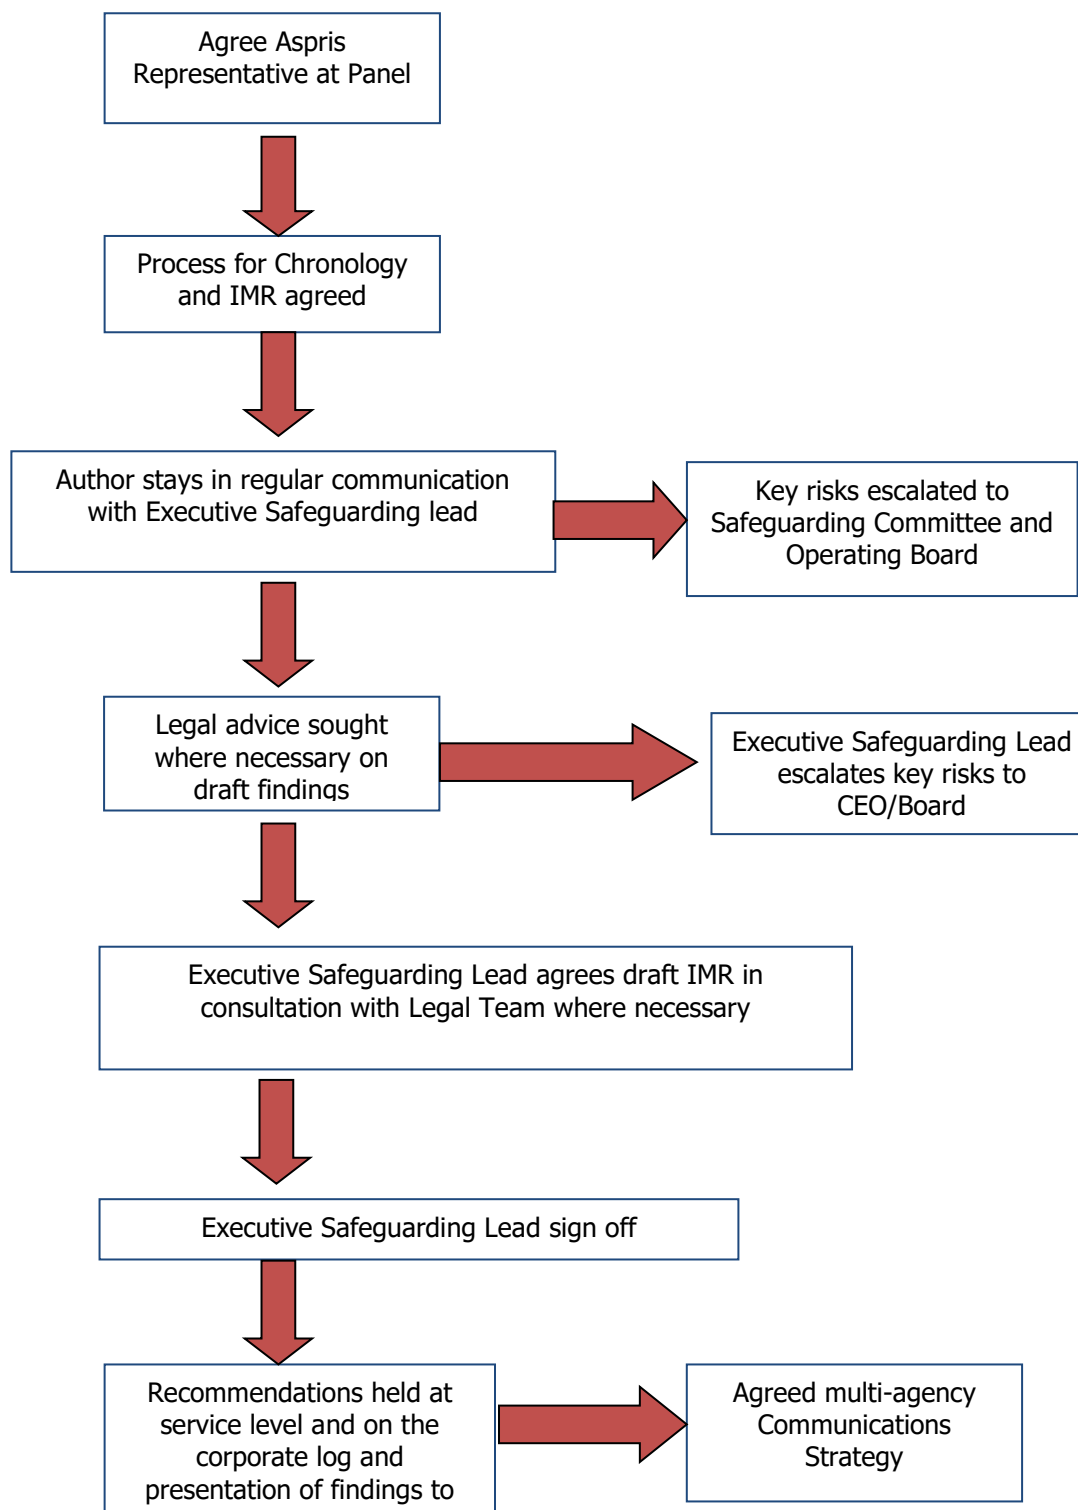 Agree Aspris
Representative at Panel
Process for Chronology
and IMR agreed
Author stays in regular communication
with Executive Safeguarding lead
Key risks escalated to
Safeguarding Committee and
Operating Board
Legal advice sought
where necessary on
draft findings
Executive Safeguarding Lead
escalates key risks to
CEO/Board
Executive Safeguarding Lead agrees draft IMR in
consultation with Legal Team where necessary
Executive Safeguarding Lead sign off
Recommendations held at
service level and on the
corporate log and
presentation of findings to
Agreed multi-agency
Communications
Strategy